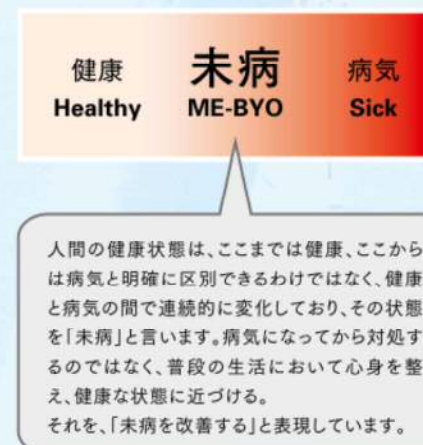 健康 未病 病気
Healthy ME-BYO Sick
人間の健康状態は、ここまでは健康、ここから
は病気と明確に区別できるわけではなく、健康
と病気の間で連続的に変化しており、その状態
を「未病」と言います。病気になってから対処す
るのではなく、普段の生活において心身を整
え、健康な状態に近づける。
それを、「未病を改善する」と表現しています。